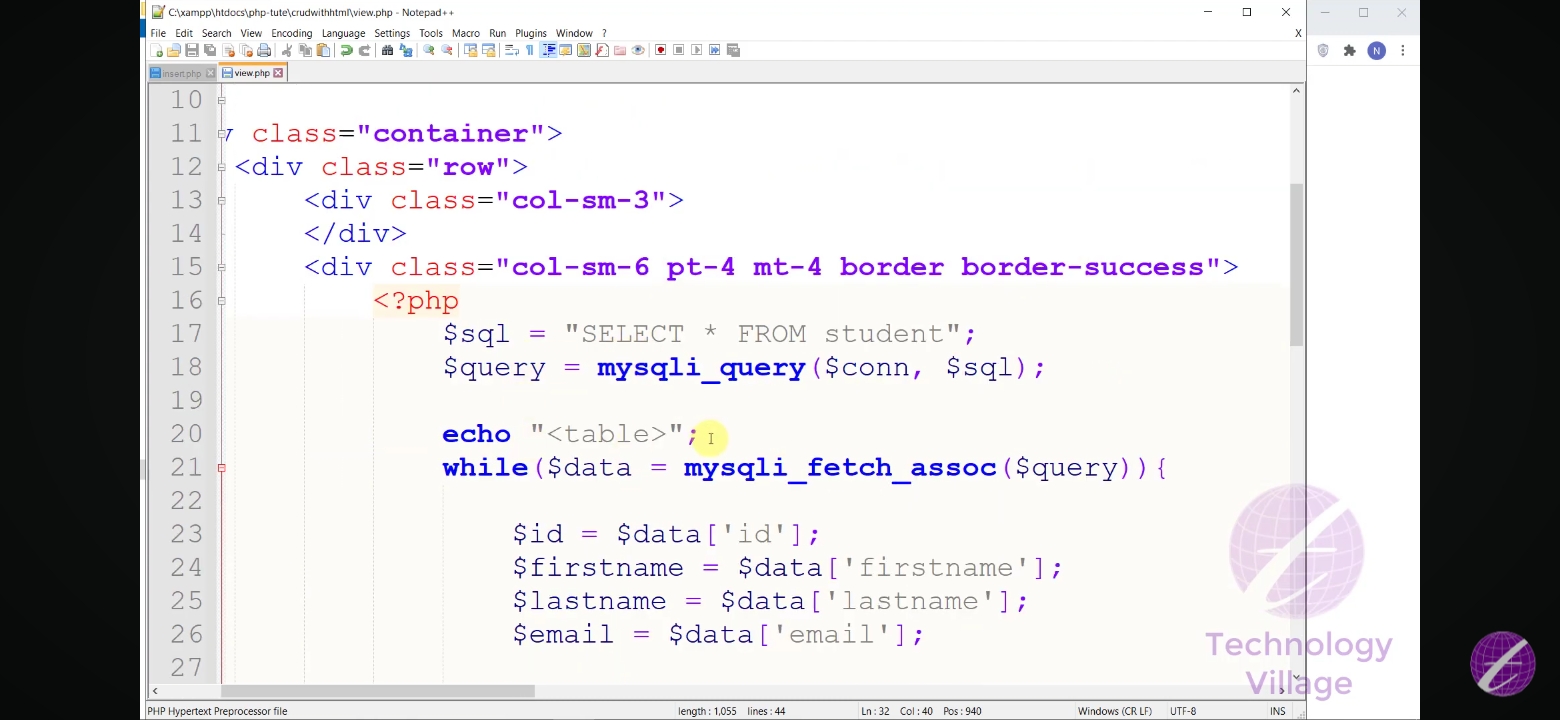 C:\xampp\htdocs\php-tute\crudwithhtml\view.php - Notepad++
File Edit Search View Encoding Language Settings Tools Macro Run Plugins Window ? X
insert.php view.php
N
10
11 v class="container">
12 <div class="row">
13 <div class="col-sm-3">
14 </div>
15 <div class="col-sm-6 pt-4 mt-4 border border-success">
16 <?php
17 $sql = "SELECT * FROM student";
18 $query = mysqli_query($conn, $sql);
19
20 echo "<table>";
21 while($data = mysqli_fetch_assoc($query)){
22
23 $id = $data['id'];
24 $firstname = $data['firstname'];
25 $lastname = $data['lastname'];
26 $email = $data['email'];
27
Technology
Village
PHP Hypertext Preprocessor file length : 1,055 lines : 44 Ln : 32 Col : 40 Pos : 940 Windows (CR LF) UTF-8 INS